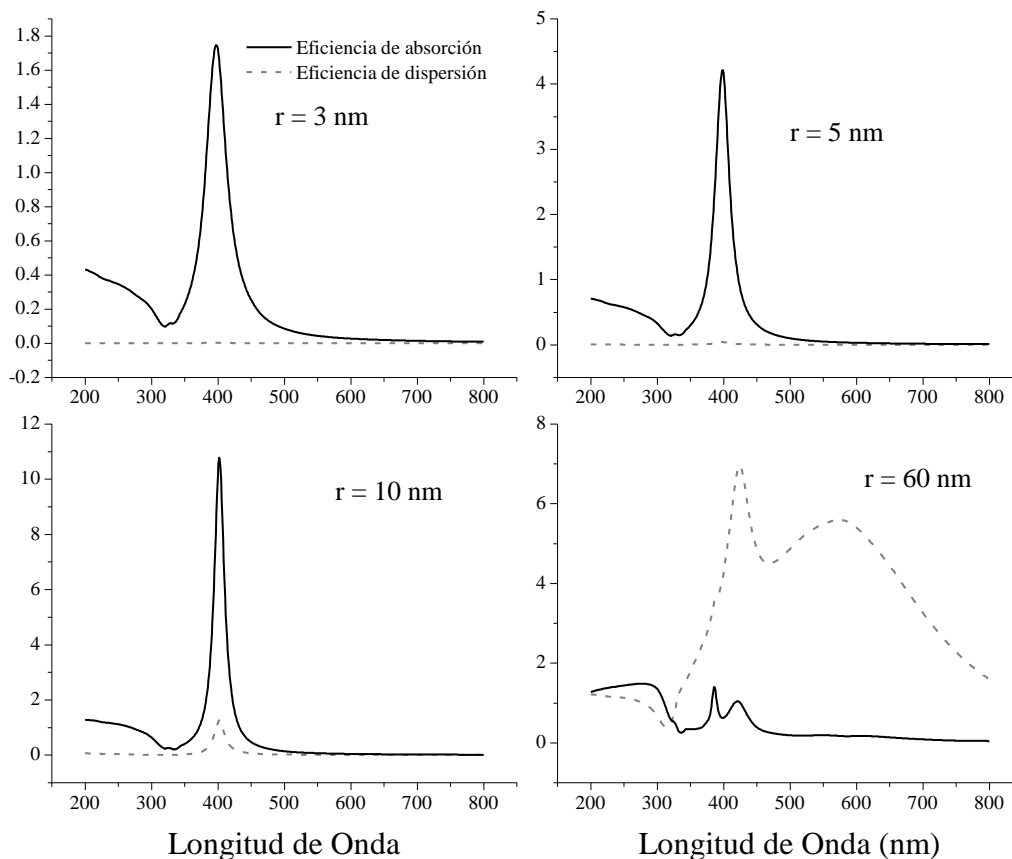 1.8
1.6
1.4
1.2
1.0
0.8
0.6
0.4
0.2
0.0
-0.2
Eficiencia de absorción
Eficiencia de dispersión
r = 3 nm
200 300 400 500 600 700 800
5
4
3
2
1
0
r = 5 nm
200 300 400 500 600 700 800
12
10
8
6
4
2
0
r = 10 nm
200 300 400 500 600 700 800
Longitud de Onda
8
6
4
2
0
r = 60 nm
200 300 400 500 600 700 800
Longitud de Onda (nm)